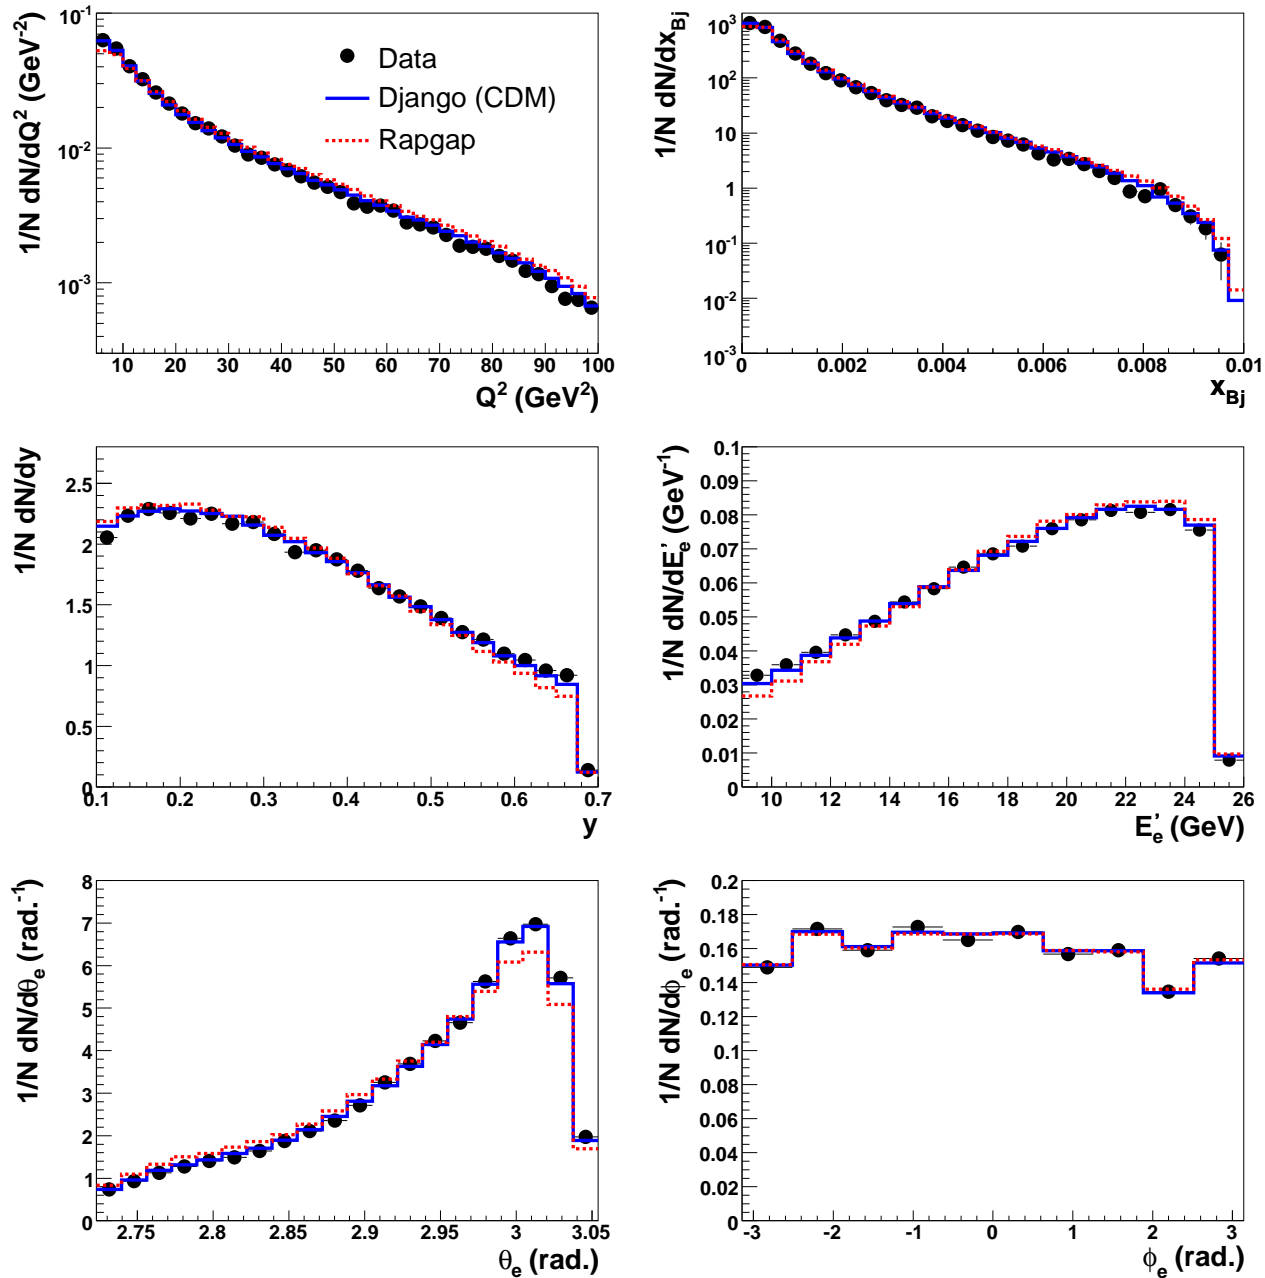 1/N dN/dQ² (GeV⁻²)
10⁻¹
10⁻²
10⁻³
Data
Django (CDM)
Rapgap
10 20 30 40 50 60 70 80 90 100
Q² (GeV²)
1/N dN/dx_Bj
10³
10²
10
1
10⁻¹
10⁻²
10⁻³
0 0.002 0.004 0.006 0.008 0.01
x_Bj
1/N dN/dy
2.5
2
1.5
1
0.5
0
0.1 0.2 0.3 0.4 0.5 0.6 0.7
y
1/N dN/dE'_e (GeV⁻¹)
0.1
0.09
0.08
0.07
0.06
0.05
0.04
0.03
0.02
0.01
0
10 12 14 16 18 20 22 24 26
E'_e (GeV)
1/N dN/dθ_e (rad.⁻¹)
8
7
6
5
4
3
2
1
0
2.75 2.8 2.85 2.9 2.95 3 3.05
θ_e (rad.)
1/N dN/dϕ_e (rad.⁻¹)
0.2
0.18
0.16
0.14
0.12
0.1
0.08
0.06
0.04
0.02
0
-3 -2 -1 0 1 2 3
ϕ_e (rad.)